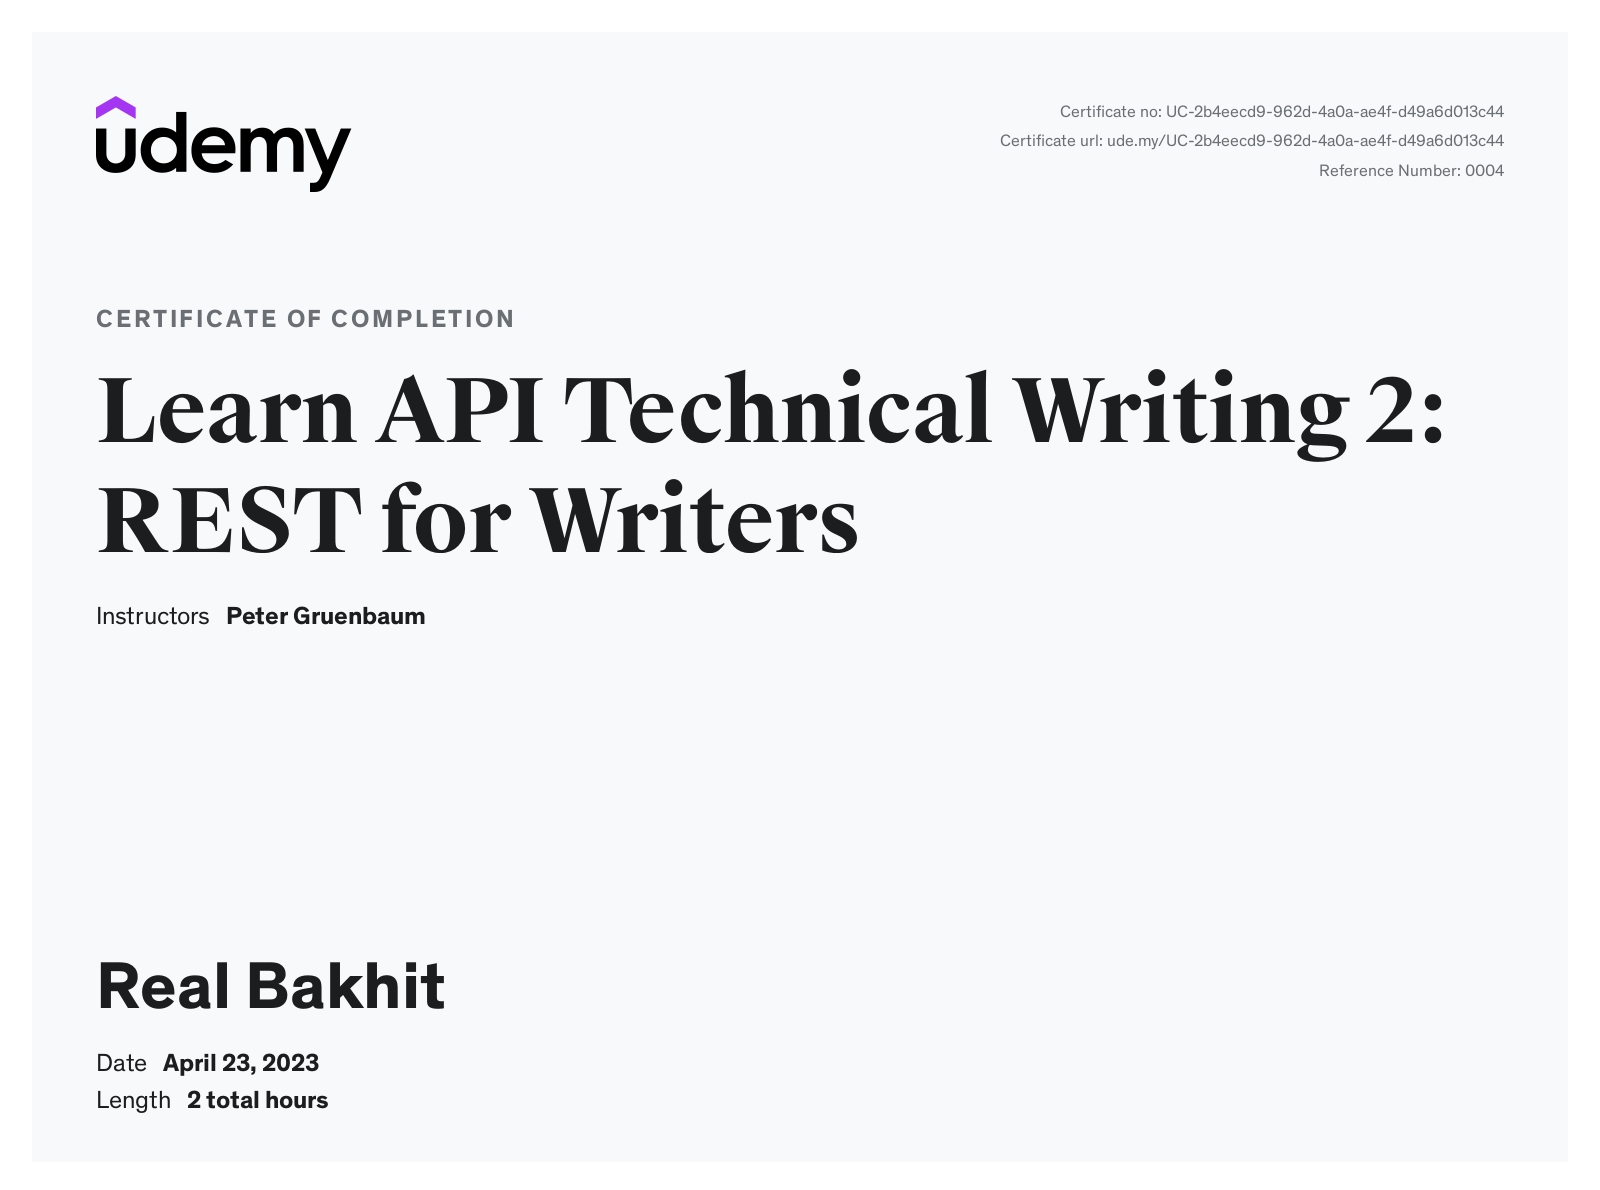 udemy
Certificate no: UC-2b4eecd9-962d-4a0a-ae4f-d49a6d013c44
Certificate url: ude.my/UC-2b4eecd9-962d-4a0a-ae4f-d49a6d013c44
Reference Number: 0004
CERTIFICATE OF COMPLETION
Learn API Technical Writing 2:
REST for Writers
Instructors Peter Gruenbaum
Real Bakhit
Date April 23, 2023
Length 2 total hours